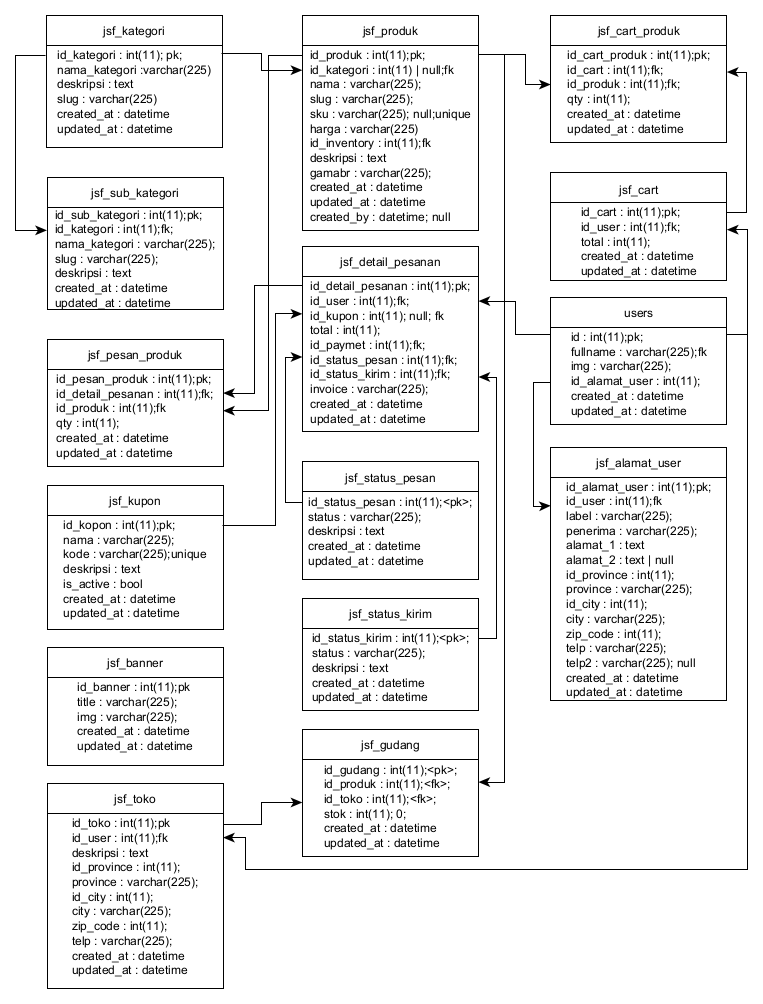 jsf_kategori
id_kategori : int(11); pk;
nama_kategori :varchar(225)
deskripsi : text
slug : varchar(225)
created_at : datetime
updated_at : datetime
jsf_sub_kategori
id_sub_kategori : int(11);pk;
id_kategori : int(11);fk;
nama_kategori : varchar(225);
slug : varchar(225);
deskripsi : text
created_at : datetime
updated_at : datetime
jsf_pesan_produk
id_pesan_produk : int(11);pk;
id_detail_pesanan : int(11);fk;
id_produk : int(11);fk
qty : int(11);
created_at : datetime
updated_at : datetime
jsf_kupon
id_kopon : int(11);pk;
nama : varchar(225);
kode : varchar(225);unique
deskripsi : text
is_active : bool
created_at : datetime
updated_at : datetime
jsf_banner
id_banner : int(11);pk
title : varchar(225);
img : varchar(225);
created_at : datetime
updated_at : datetime
jsf_toko
id_toko : int(11);pk
id_user : int(11);fk
deskripsi : text
id_province : int(11);
province : varchar(225);
id_city : int(11);
city : varchar(225);
zip_code : int(11);
telp : varchar(225);
created_at : datetime
updated_at : datetime
jsf_produk
id_produk : int(11);pk;
id_kategori : int(11) | null;fk
nama : varchar(225);
slug : varchar(225);
sku : varchar(225); null;unique
harga : varchar(225)
id_inventory : int(11);fk
deskripsi : text
gamabr : varchar(225);
created_at : datetime
updated_at : datetime
created_by : datetime; null
jsf_detail_pesanan
id_detail_pesanan : int(11);pk;
id_user : int(11);fk;
id_kupon : int(11); null; fk
total : int(11);
id_paymet : int(11);fk;
id_status_pesan : int(11);fk;
id_status_kirim : int(11);fk;
invoice : varchar(225);
created_at : datetime
updated_at : datetime
jsf_status_pesan
id_status_pesan : int(11);<pk>;
status : varchar(225);
deskripsi : text
created_at : datetime
updated_at : datetime
jsf_status_kirim
id_status_kirim : int(11);<pk>;
status : varchar(225);
deskripsi : text
created_at : datetime
updated_at : datetime
jsf_gudang
id_gudang : int(11);<pk>;
id_produk : int(11);<fk>;
id_toko : int(11);<fk>;
stok : int(11); 0;
created_at : datetime
updated_at : datetime
jsf_cart_produk
id_cart_produk : int(11);pk;
id_cart : int(11);fk;
id_produk : int(11);fk;
qty : int(11);
created_at : datetime
updated_at : datetime
jsf_cart
id_cart : int(11);pk;
id_user : int(11);fk;
total : int(11);
created_at : datetime
updated_at : datetime
users
id : int(11);pk;
fullname : varchar(225);fk
img : varchar(225);
id_alamat_user : int(11);
created_at : datetime
updated_at : datetime
jsf_alamat_user
id_alamat_user : int(11);pk;
id_user : int(11);fk
label : varchar(225);
penerima : varchar(225);
alamat_1 : text
alamat_2 : text | null
id_province : int(11);
province : varchar(225);
id_city : int(11);
city : varchar(225);
zip_code : int(11);
telp : varchar(225);
telp2 : varchar(225); null
created_at : datetime
updated_at : datetime